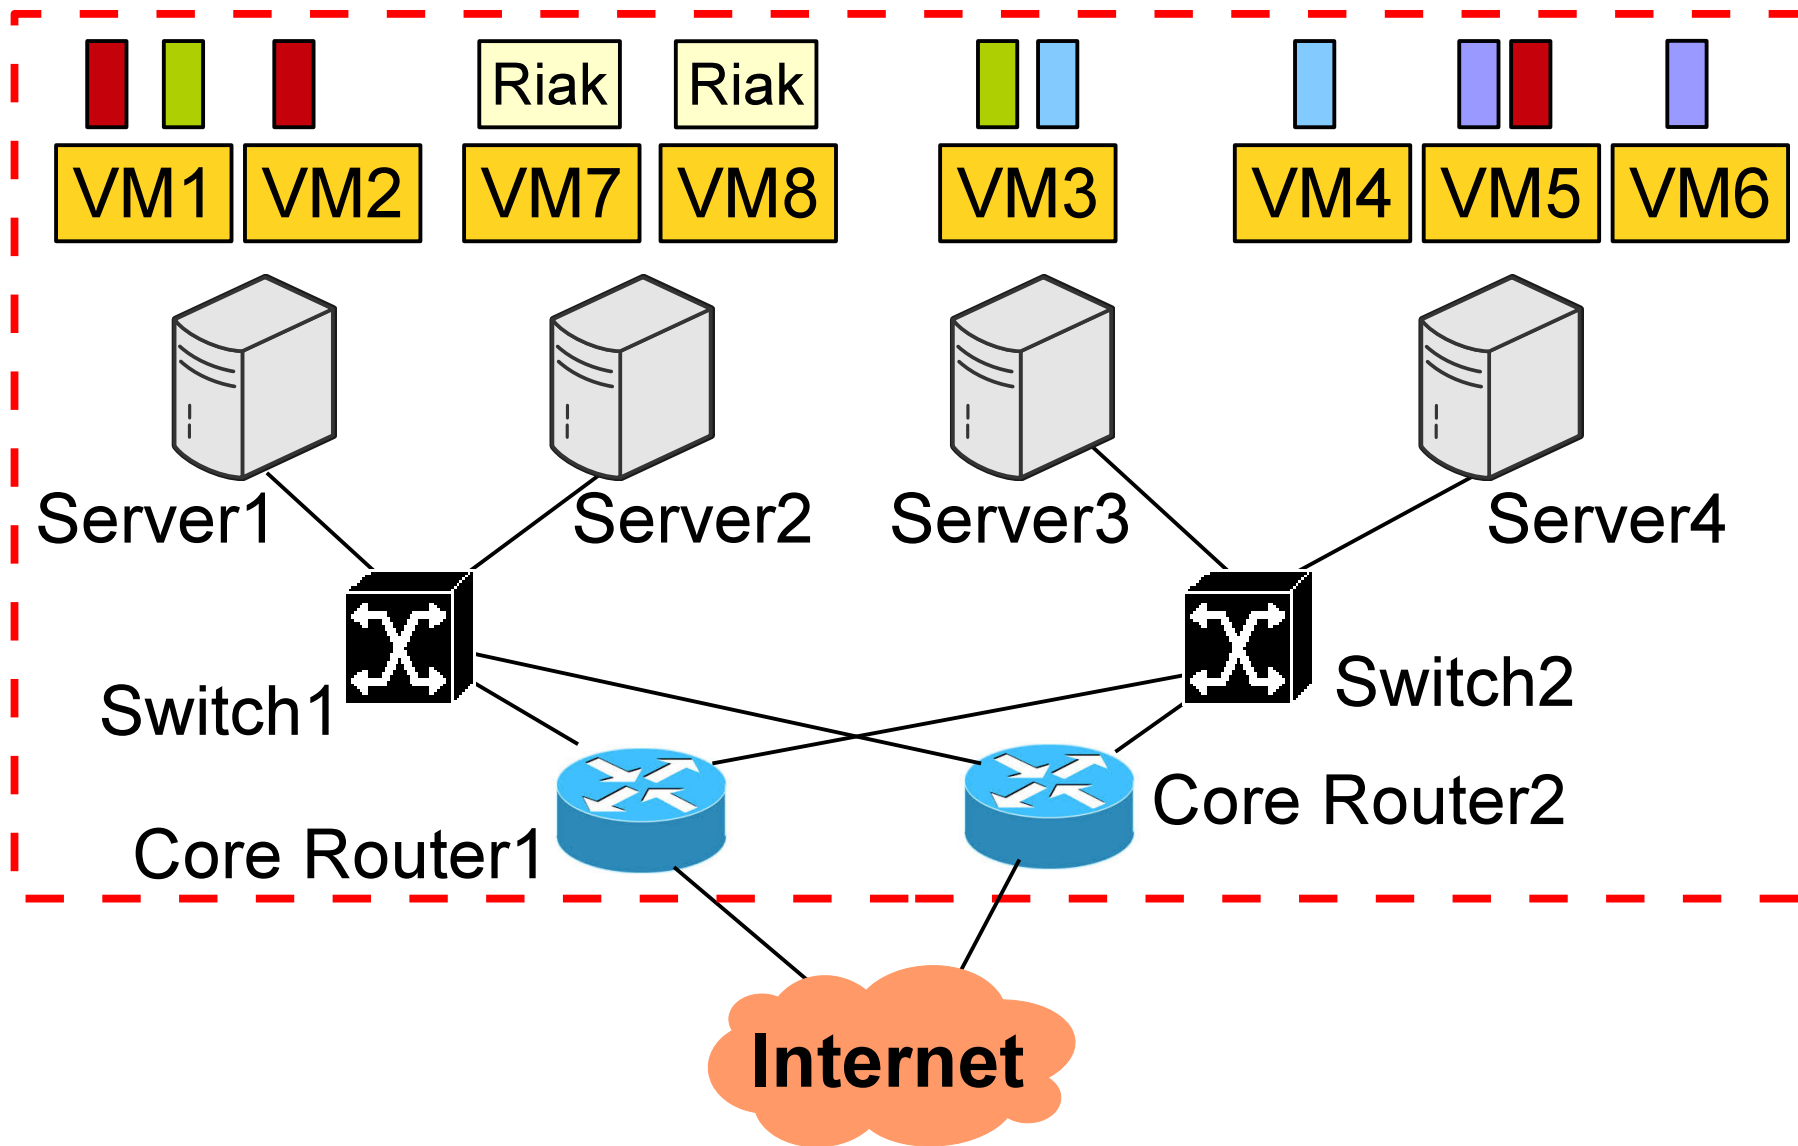 Riak
Riak
VM1
VM2
VM7
VM8
VM3
VM4
VM5
VM6
Server1
Server2
Server3
Server4
Switch1
Switch2
Core Router1
Core Router2
Internet